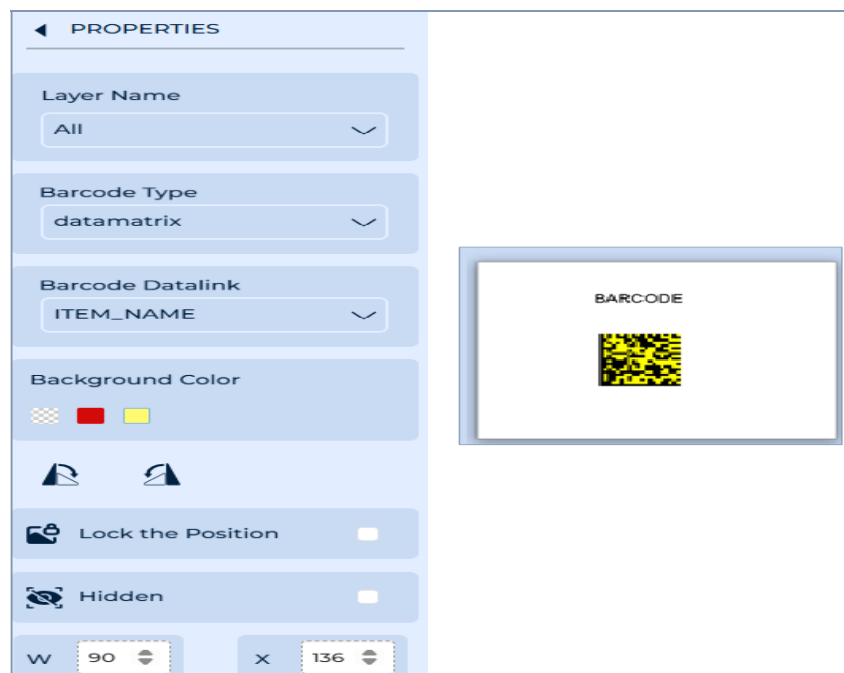 PROPERTIES
Layer Name
All
Barcode Type
datamatrix
Barcode Datalink
ITEM_NAME
Background Color
Lock the Position
Hidden
W 90 X 136
BARCODE